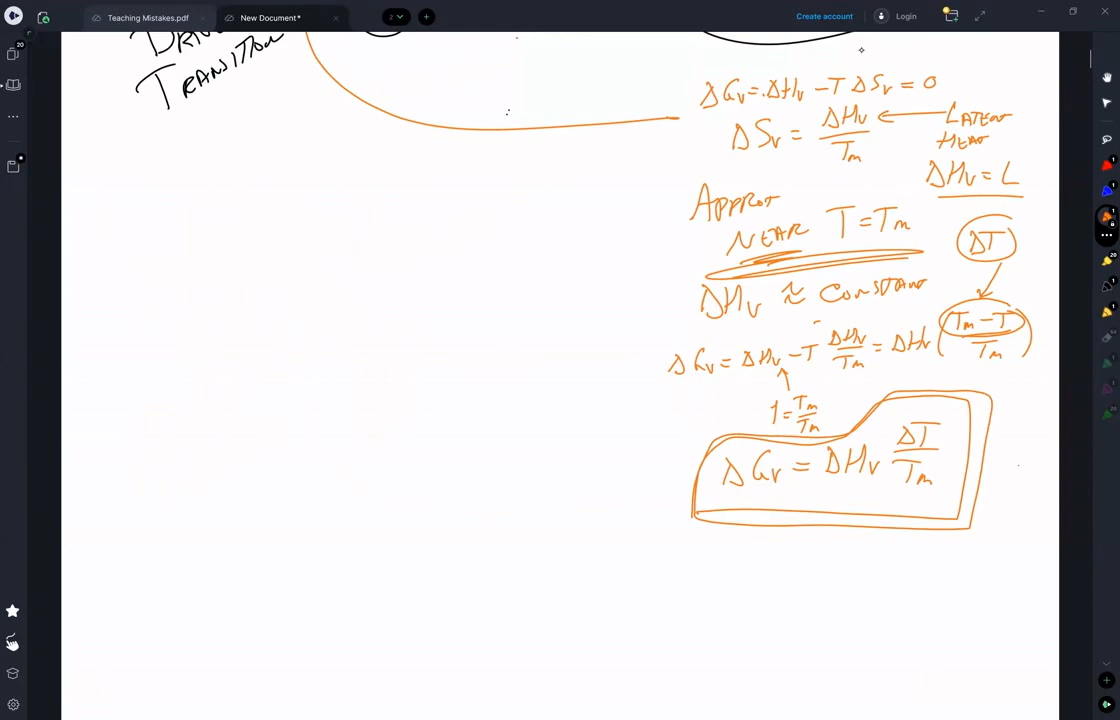 Teaching Mistakes.pdf
New Document*
2
Create account
Login
TRANSITION
ΔGv = ΔHv - TΔSv = 0
ΔSv = ΔHv/Tm ← LATENT HEAT
ΔHv = L
APPROX
NEAR T = Tm
ΔT
ΔHv ≈ CONSTANT
ΔGv = ΔHv - T ΔHv/Tm = ΔHv (Tm - T/Tm)
1 = Tm/Tm
ΔGv = ΔHv ΔT/Tm